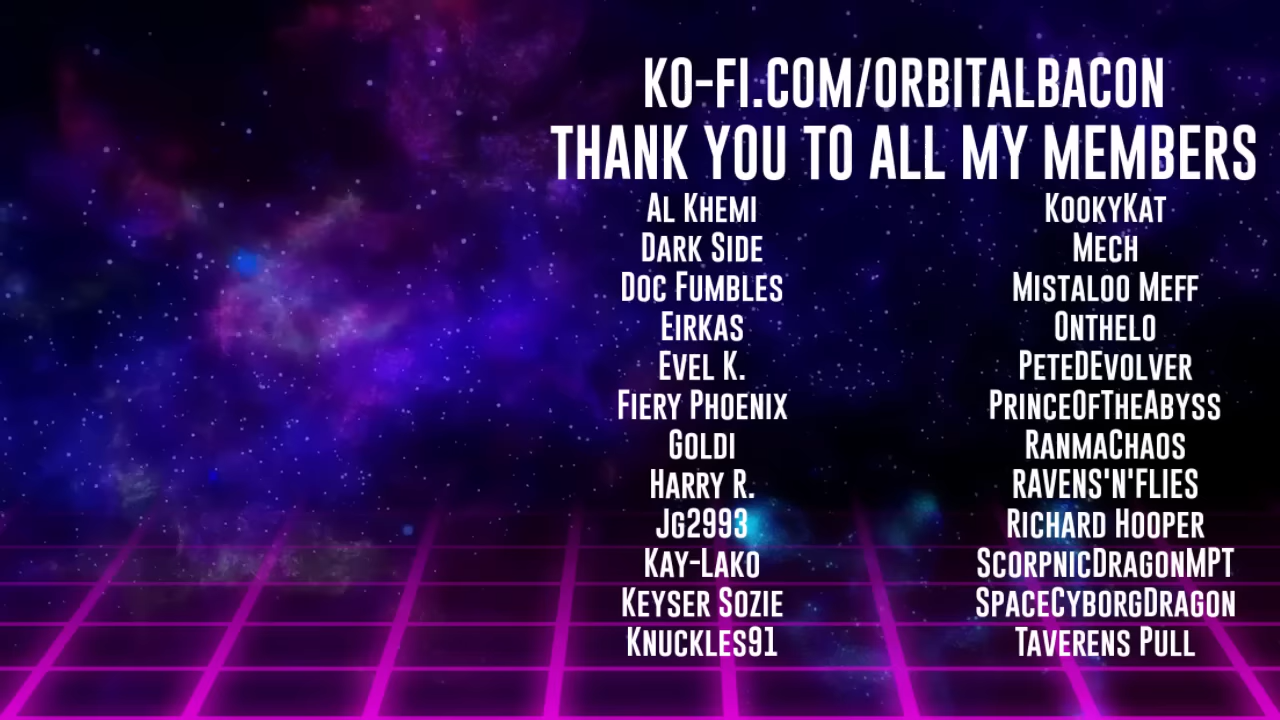 KO-FI.COM/ORBITALBACON
THANK YOU TO ALL MY MEMBERS
Al Khemi
Dark Side
Doc Fumbles
Eirkas
Evel K.
Fiery Phoenix
Goldi
Harry R.
Jg2993
Kay-Lako
Keyser Sozie
Knuckles91
KookyKat
Mech
Mistaloo Meff
Onthelo
PeteDEvolver
PrinceOfTheAbyss
RanmaChaos
RAVENS'N'FLIES
Richard Hooper
ScorpnicDragonMPT
SpaceCyborgDragon
Taverens Pull